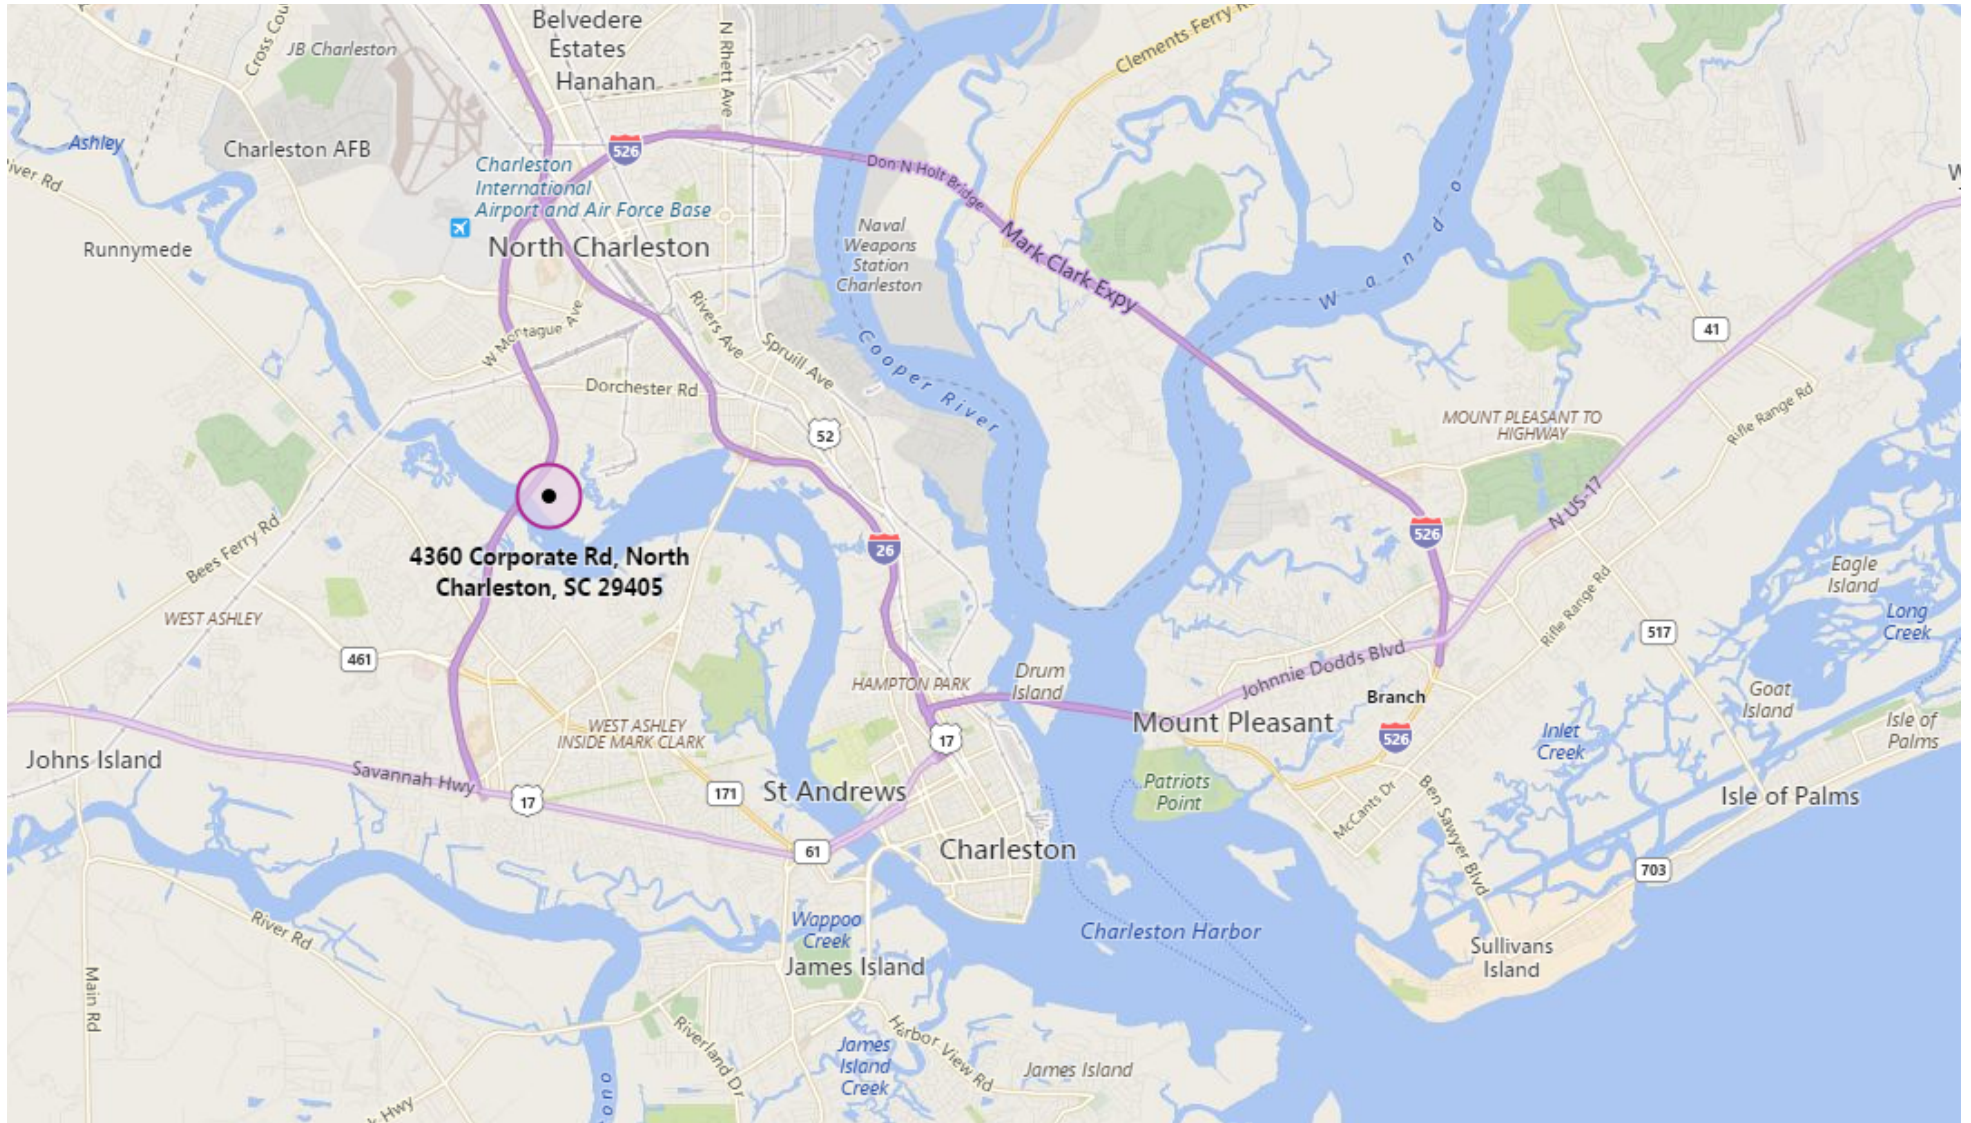 Belvedere
Estates
Hanahan
JB Charleston
Cross Cou
N Rhett Ave
Clements Ferry R
Ashley
Charleston AFB
526
Charleston
International
Airport and Air Force Base
Don N Holt Bridge
iver Rd
Runnymede
North Charleston
Naval
Weapons
Station
Charleston
Mark Clark Expy
Wando
W
41
W Montague Ave
Rivers Ave
Spruill Ave
Cooper River
Dorchester Rd
52
MOUNT PLEASANT TO
HIGHWAY
Rifle Range Rd
N US-17
526
26
4360 Corporate Rd, North
Charleston, SC 29405
Bees Ferry Rd
WEST ASHLEY
461
Eagle
Island
Long
Creek
517
Rifle Range Rd
Johnnie Dodds Blvd
HAMPTON PARK
Drum
Island
Branch
Goat
Island
Isle of
Palms
WEST ASHLEY
INSIDE MARK CLARK
17
Mount Pleasant
526
Inlet
Creek
Johns Island
Savannah Hwy
17
171
St Andrews
Patriots
Point
McCants Dr
Ben Sawyer Blvd
Isle of Palms
61
Charleston
703
River Rd
Wappoo
Creek
Charleston Harbor
Sullivans
Island
James Island
Main Rd
Riverland Dr
Harbor View Rd
James
Island
Creek
James Island
ono
k Hwy